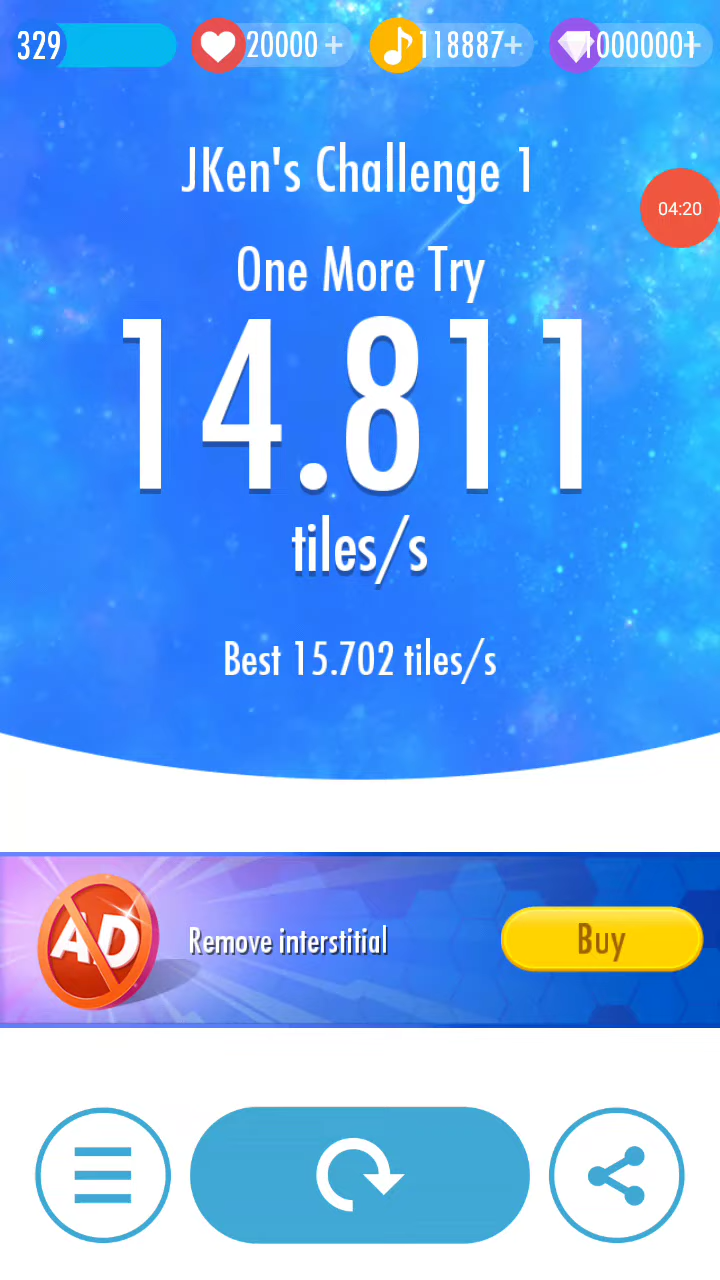 329 20000 + 118887+ 1000000+
JKen's Challenge 1
04:20
One More Try
14.811
tiles/s
Best 15.702 tiles/s
AD Remove interstitial Buy